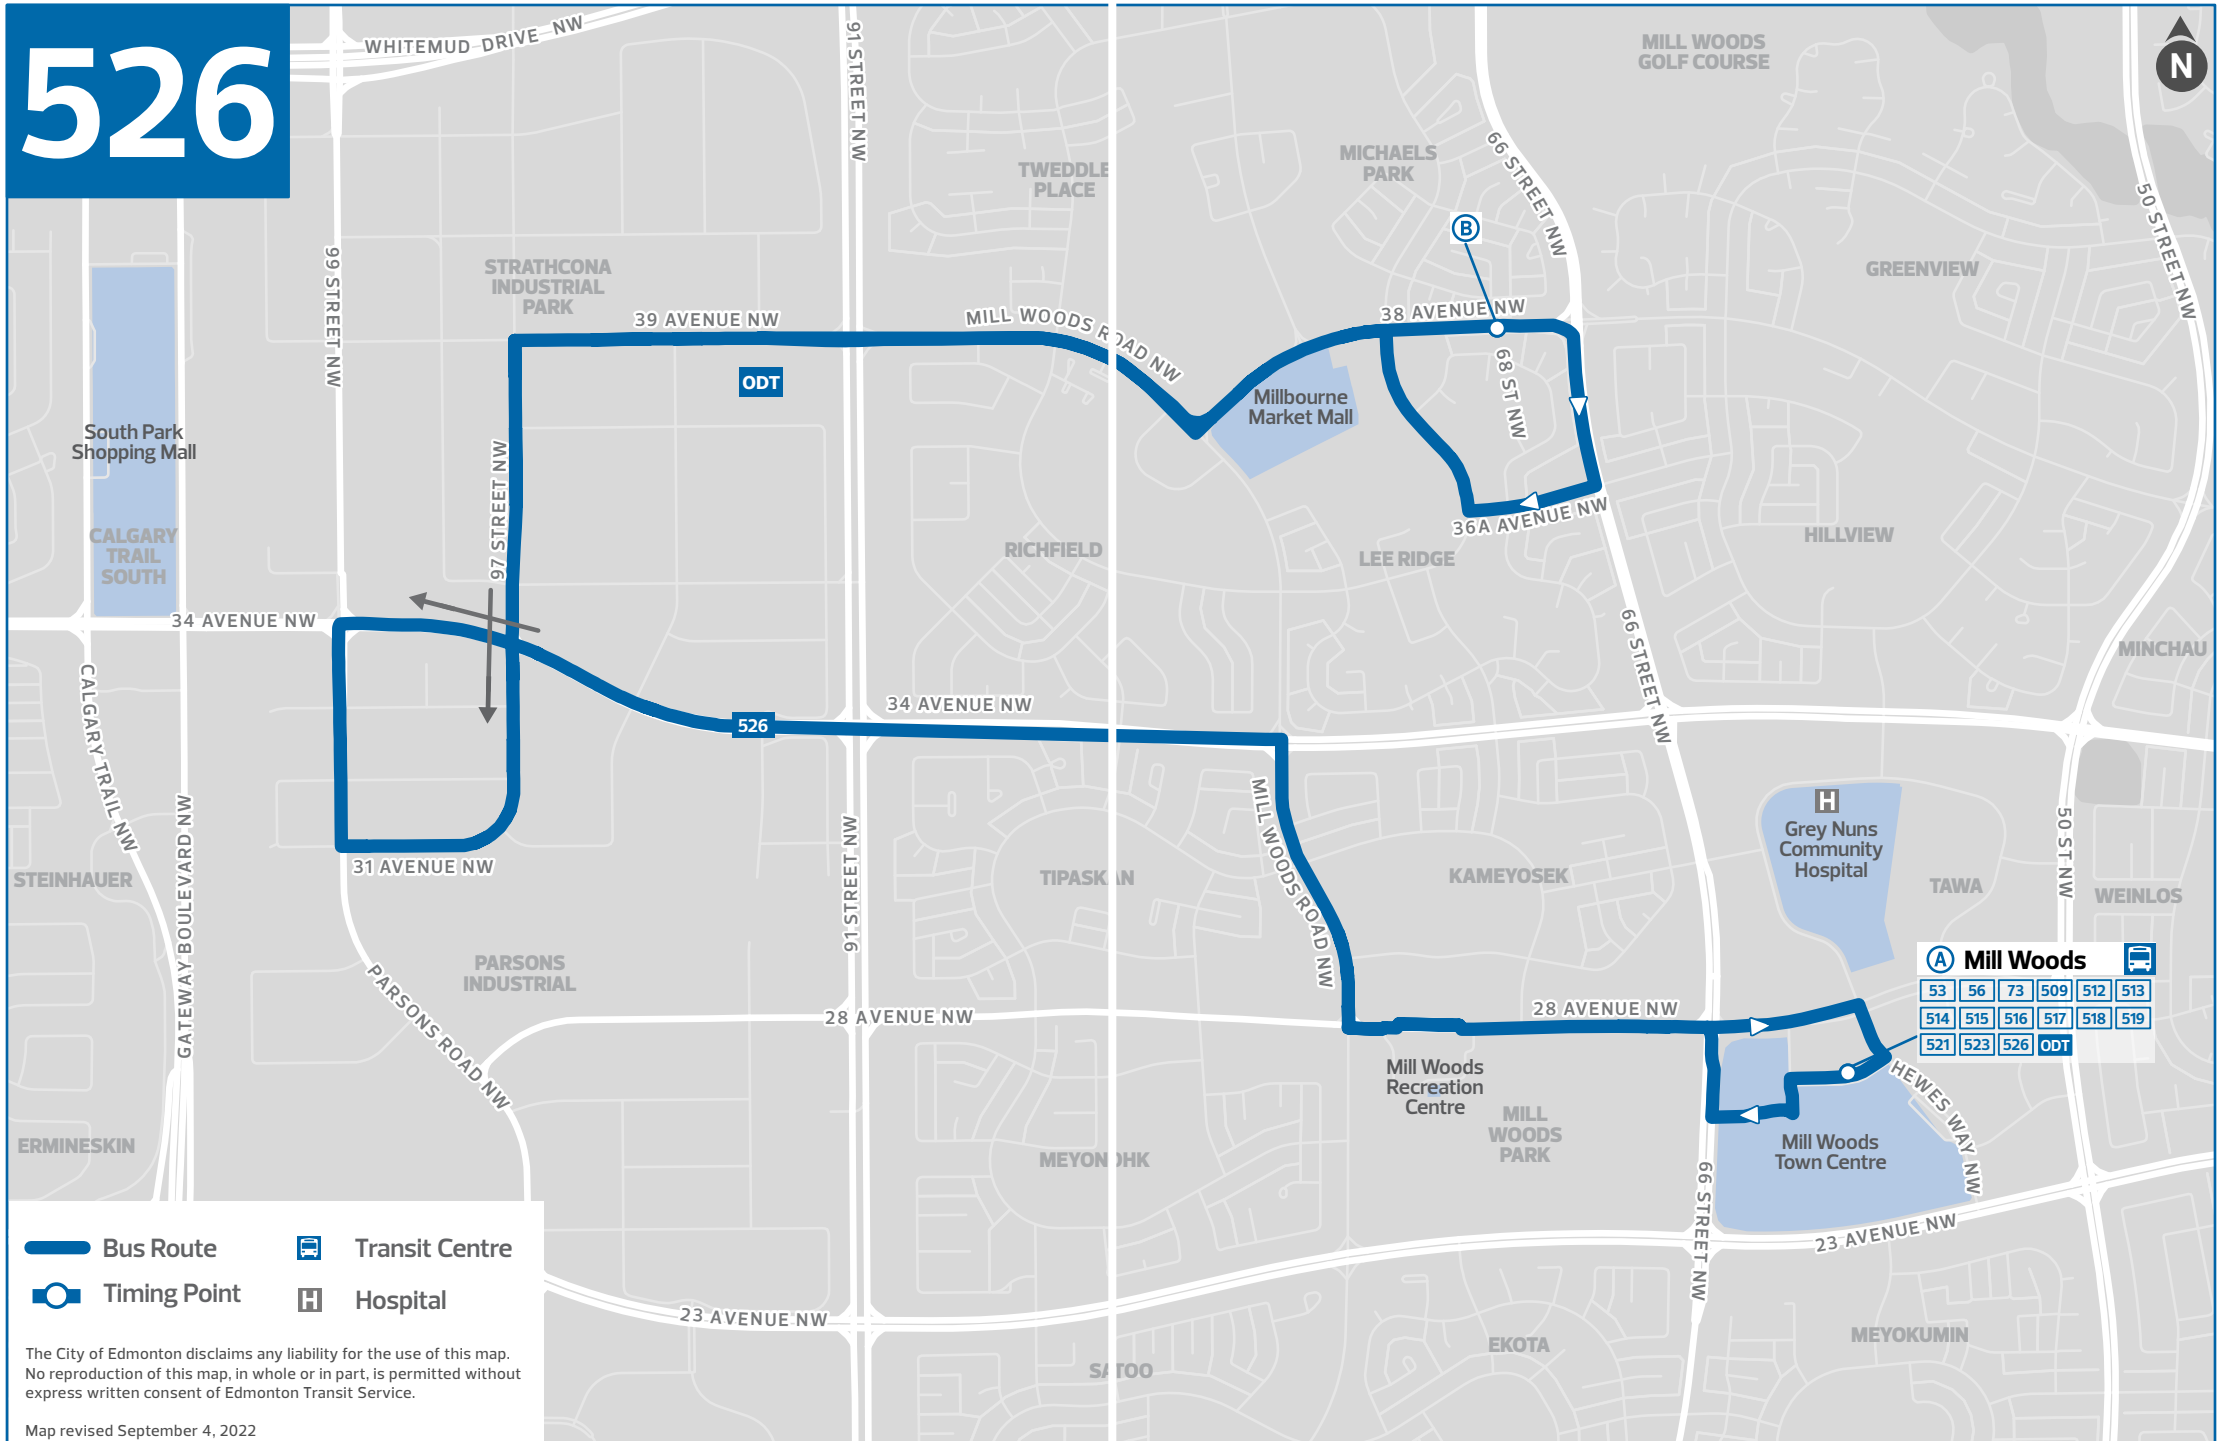 526
WHITEMUD DRIVE NW
91 STREET NW
MILL WOODS
GOLF COURSE
N
66 STREET NW
MICHAELS
PARK
TWEDDLE
PLACE
50 STREET NW
B
99 STREET NW
STRATHCONA
INDUSTRIAL
PARK
GREENVIEW
39 AVENUE NW
MILL WOODS ROAD NW
38 AVENUE NW
68 ST NW
ODT
Millbourne
Market Mall
South Park
Shopping Mall
97 STREET NW
CALGARY
TRAIL
SOUTH
36A AVENUE NW
RICHFIELD
LEE RIDGE
HILLVIEW
34 AVENUE NW
66 STREET NW
MINCHAU
CALGARY TRAIL NW
34 AVENUE NW
526
MILL WOODS ROAD NW
H
Grey Nuns
Community
Hospital
50 ST NW
GATEWAY BOULEVARD NW
91 STREET NW
31 AVENUE NW
STEINHAUER
TIPASKAN
KAMEYOSEK
TAWA
WEINLOS
PARSONS
INDUSTRIAL
PARSONS ROAD NW
A Mill Woods
53 56 73 509 512 513
514 515 516 517 518 519
521 523 526 ODT
28 AVENUE NW
28 AVENUE NW
Mill Woods
Recreation
Centre
HEWES WAY NW
MILL
WOODS
PARK
ERMINESKIN
MEYONOHK
Mill Woods
Town Centre
66 STREET NW
23 AVENUE NW
23 AVENUE NW
EKOTA
MEYOKUMIN
SATOO
Bus Route
Transit Centre
Timing Point
H Hospital
The City of Edmonton disclaims any liability for the use of this map.
No reproduction of this map, in whole or in part, is permitted without
express written consent of Edmonton Transit Service.
Map revised September 4, 2022